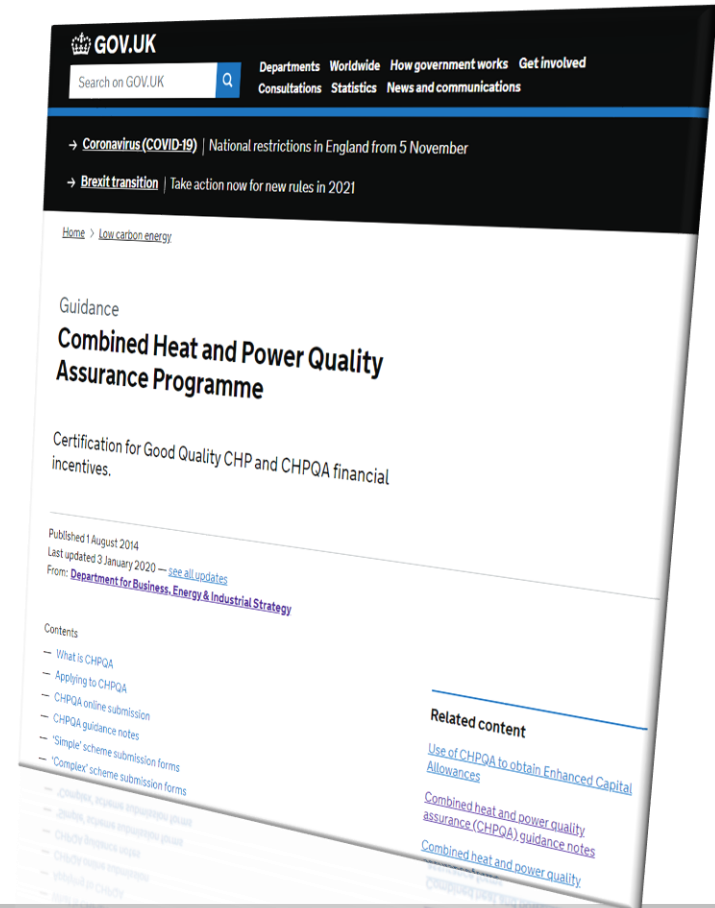 GOV.UK
Search on GOV.UK
Departments Worldwide How government works Get involved
Consultations Statistics News and communications
→ Coronavirus (COVID-19) | National restrictions in England from 5 November
→ Brexit transition | Take action now for new rules in 2021
Home > Low carbon energy
Guidance
Combined Heat and Power Quality
Assurance Programme
Certification for Good Quality CHP and CHPQA financial
incentives.
Published 1 August 2014
Last updated 3 January 2020 — see all updates
From: Department for Business, Energy & Industrial Strategy
Contents
— What is CHPQA
— Applying to CHPQA
— CHPQA online submission
— CHPQA guidance notes
— 'Simple' scheme submission forms
— 'Complex' scheme submission forms
Related content
Use of CHPQA to obtain Enhanced Capital
Allowances
Combined heat and power quality
assurance (CHPQA) guidance notes
Combined heat and power quality